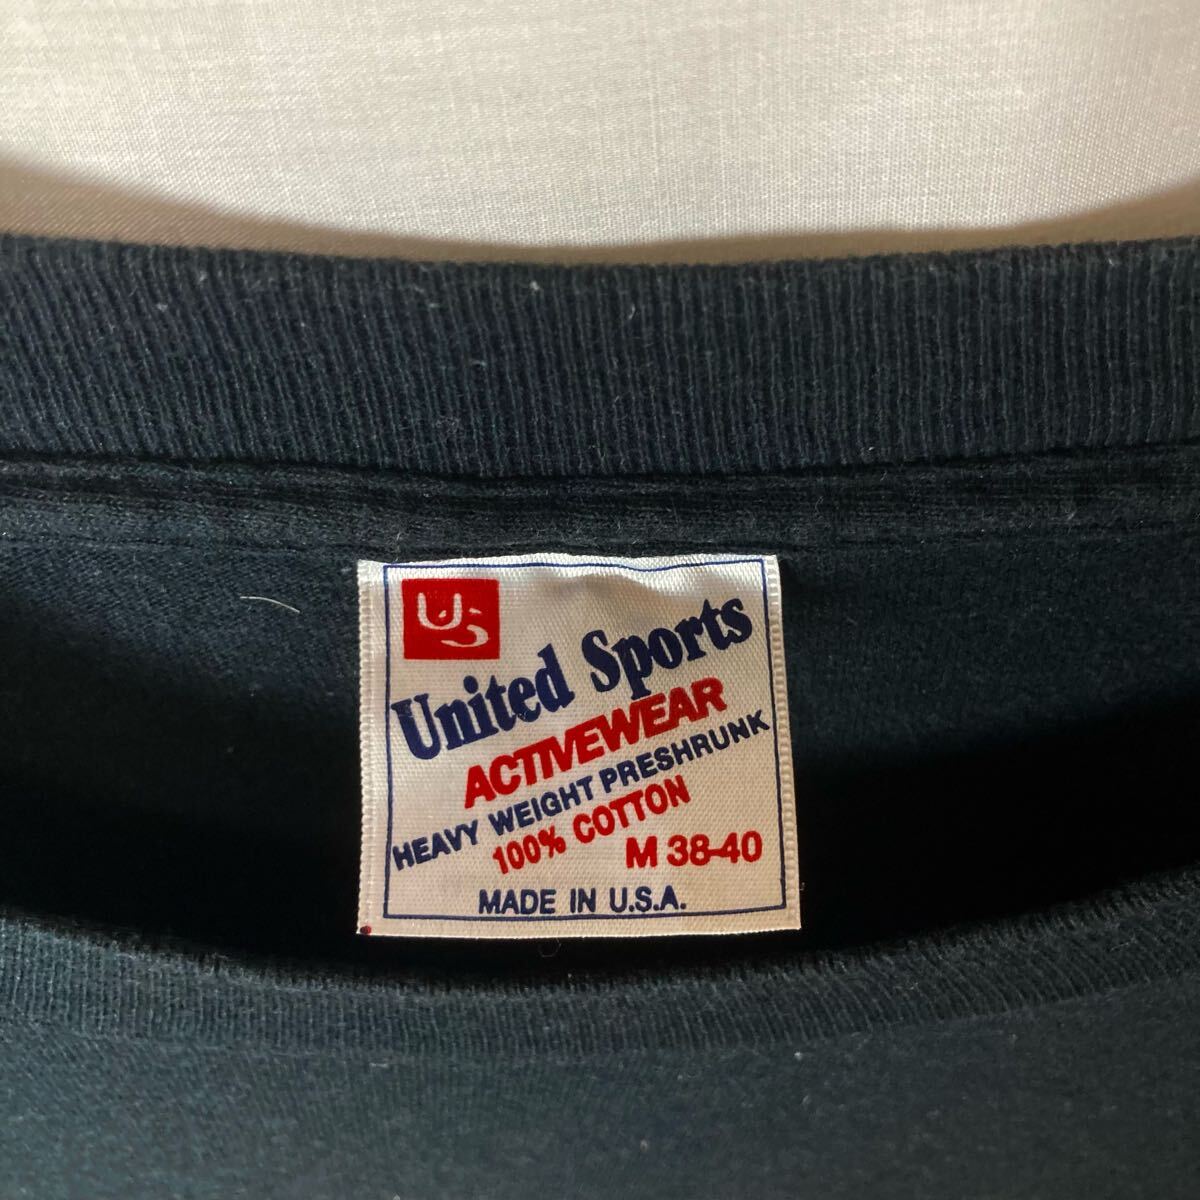 US
United Sports
ACTIVEWEAR
HEAVY WEIGHT PRESHRUNK
100% COTTON
M 38-40
MADE IN U.S.A.